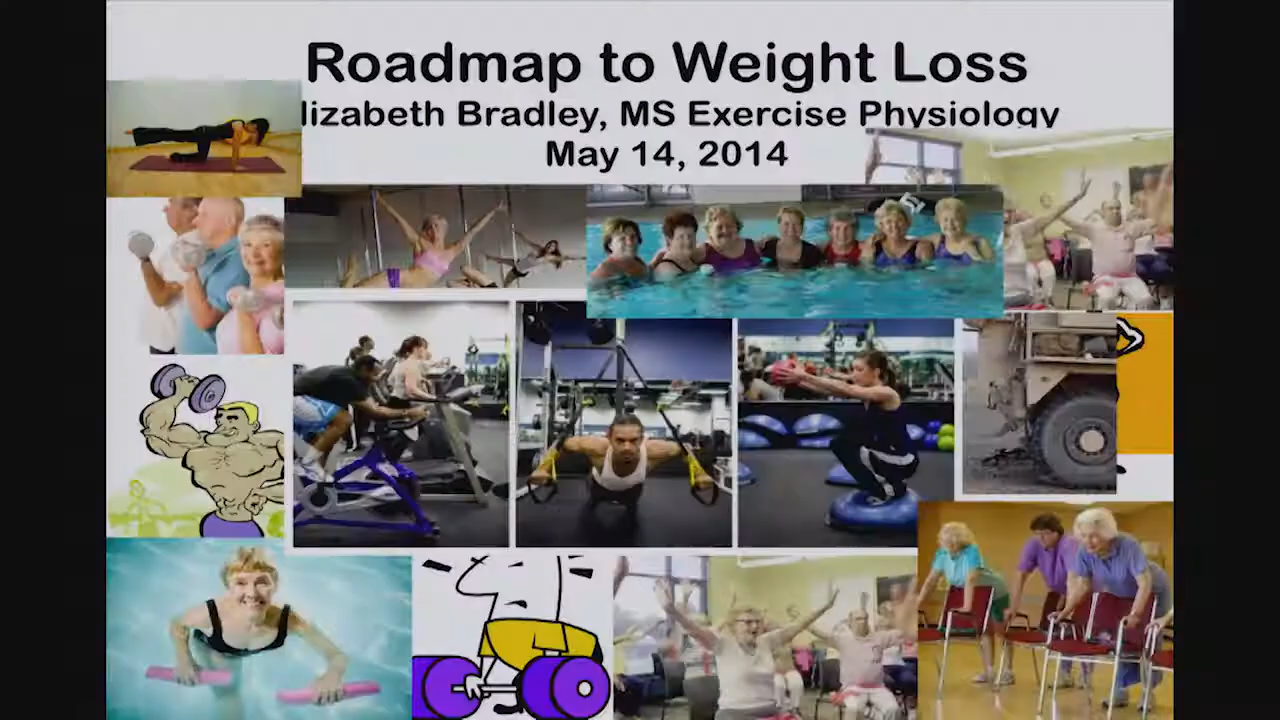 Roadmap to Weight Loss
lizabeth Bradley, MS Exercise Physiology
May 14, 2014